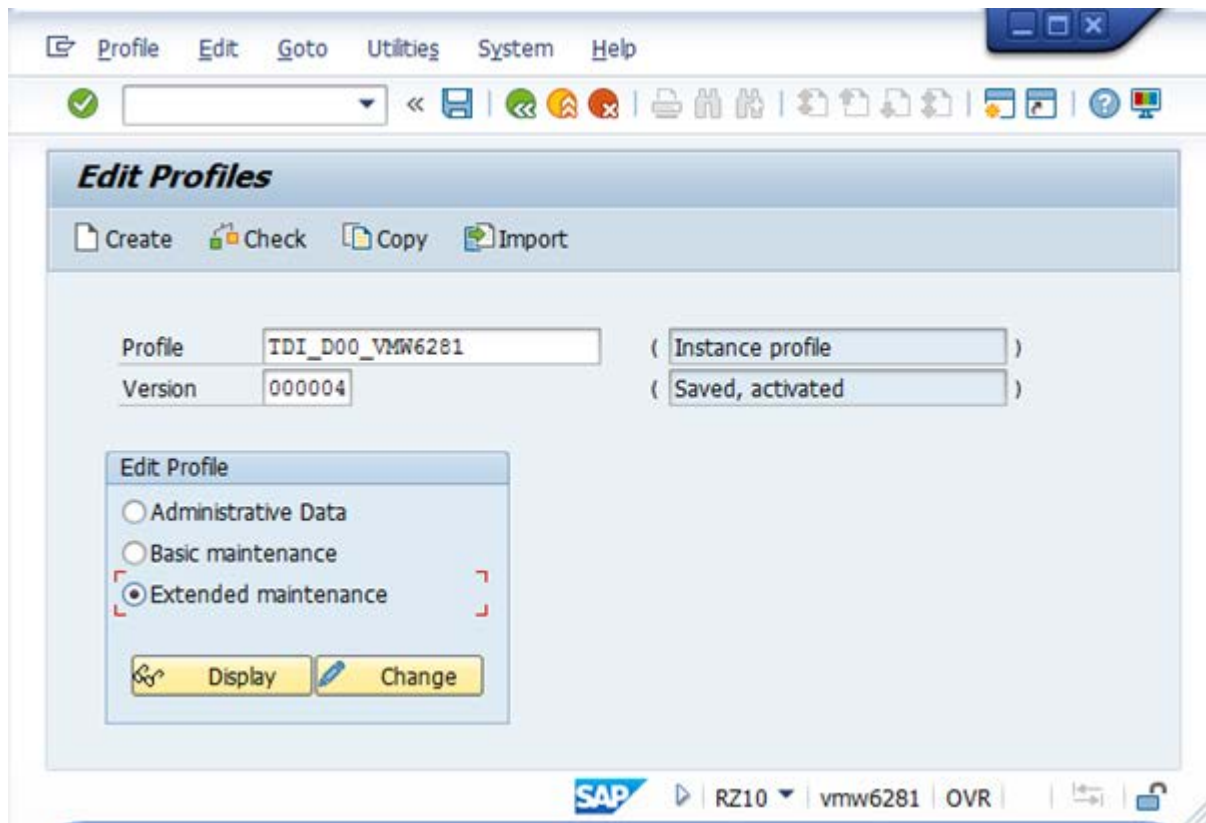 Profile Edit Goto Utilities System Help
Edit Profiles
Create Check Copy Import
Profile TDI_D00_VMW6281 ( Instance profile )
Version 000004 ( Saved, activated )
Edit Profile
Administrative Data
Basic maintenance
Extended maintenance
Display Change
SAP RZ10 vmw6281 OVR